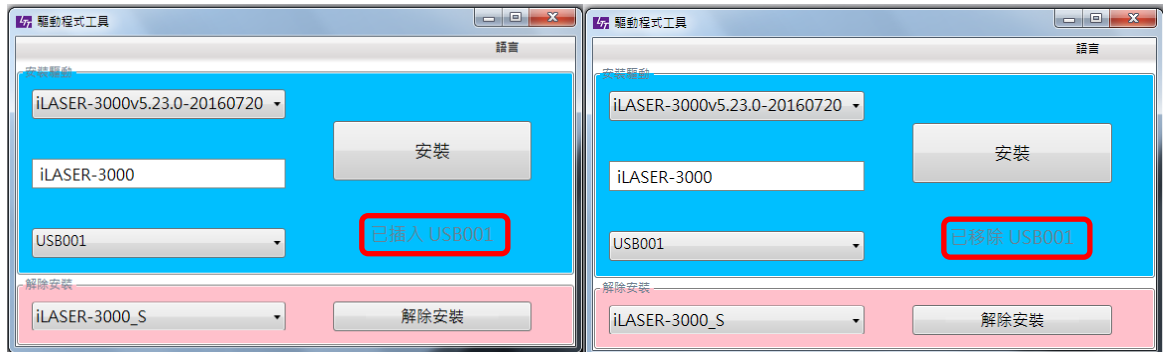 驅動程式工具
語言
安裝驅動
iLASER-3000v5.23.0-20160720
安裝
iLASER-3000
已插入 USB001
USB001
解除安裝
iLASER-3000_S
解除安裝
驅動程式工具
語言
安裝驅動
iLASER-3000v5.23.0-20160720
安裝
iLASER-3000
已移除 USB001
USB001
解除安裝
iLASER-3000_S
解除安裝